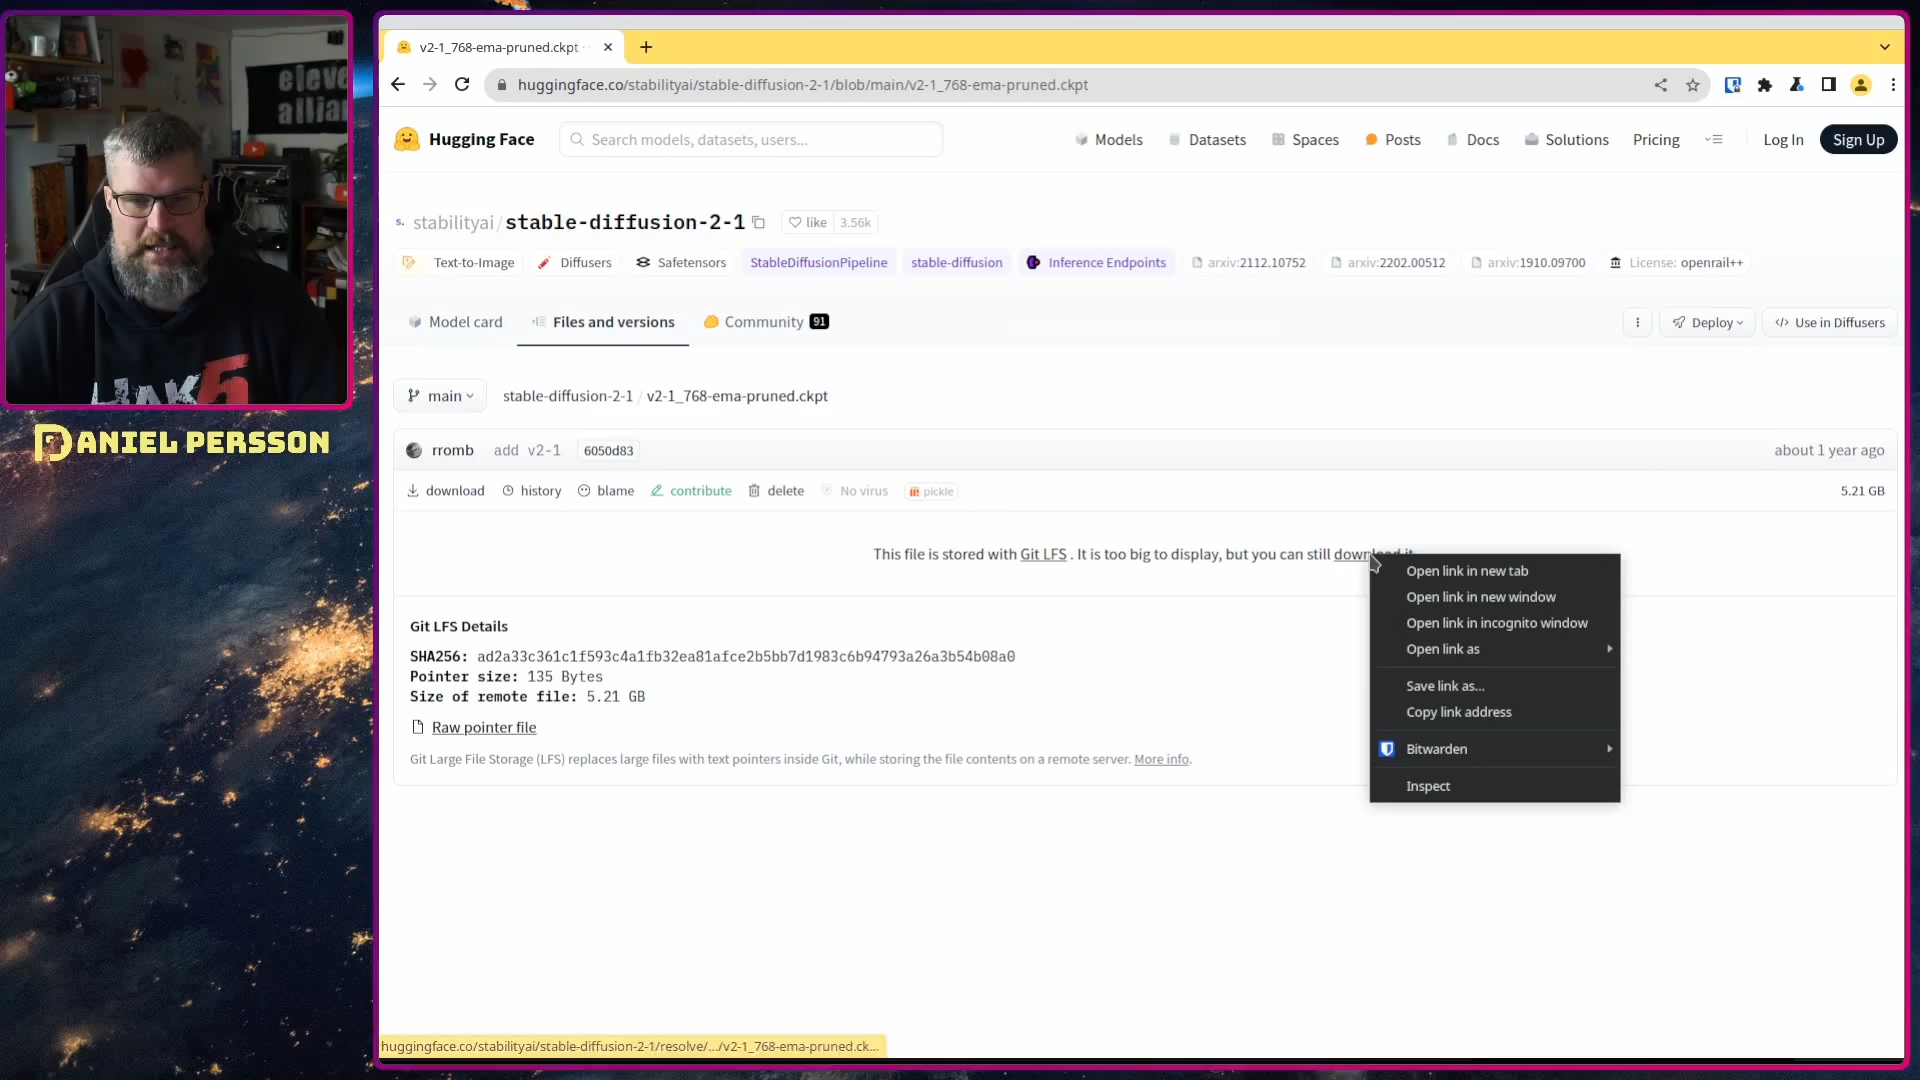 v2-1_768-ema-pruned.ckpt
huggingface.co/stabilityai/stable-diffusion-2-1/blob/main/v2-1_768-ema-pruned.ckpt
Hugging Face
Search models, datasets, users...
Models
Datasets
Spaces
Posts
Docs
Solutions
Pricing
Log In
Sign Up
stabilityai/stable-diffusion-2-1
like 3.56k
Text-to-Image
Diffusers
Safetensors
StableDiffusionPipeline
stable-diffusion
Inference Endpoints
arxiv:2112.10752
arxiv:2202.00512
arxiv:1910.09700
License: openrail++
Model card
Files and versions
Community 91
Deploy
Use in Diffusers
main
stable-diffusion-2-1 / v2-1_768-ema-pruned.ckpt
DANIEL PERSSON
rromb
add v2-1
6050d83
about 1 year ago
download
history
blame
contribute
delete
No virus
pickle
5.21 GB
This file is stored with Git LFS . It is too big to display, but you can still download it
Open link in new tab
Open link in new window
Open link in incognito window
Open link as
Save link as...
Copy link address
Bitwarden
Inspect
Git LFS Details
SHA256: ad2a33c361c1f593c4a1fb32ea81afce2b5bb7d1983c6b94793a26a3b54b08a0
Pointer size: 135 Bytes
Size of remote file: 5.21 GB
Raw pointer file
Git Large File Storage (LFS) replaces large files with text pointers inside Git, while storing the file contents on a remote server. More info.
huggingface.co/stabilityai/stable-diffusion-2-1/resolve/.../v2-1_768-ema-pruned.ck...